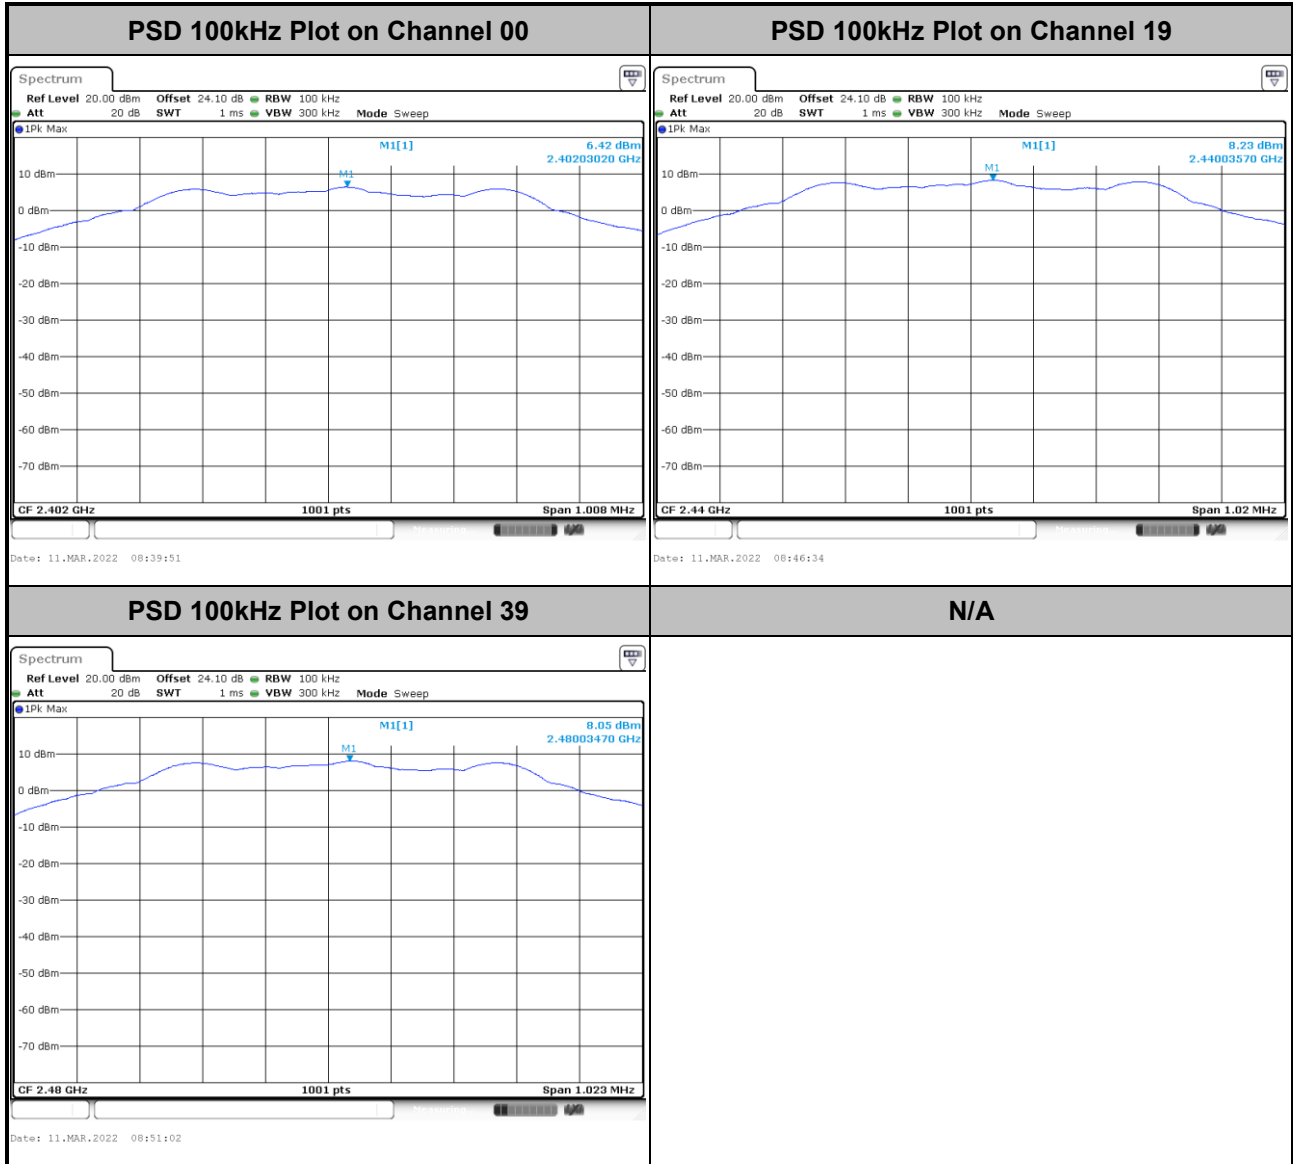 PSD 100kHz Plot on Channel 00
PSD 100kHz Plot on Channel 19
Spectrum
Ref Level 20.00 dBm Offset 24.10 dB RBW 100 kHz
Att 20 dB SWT 1 ms VBW 300 kHz Mode Sweep
1Pk Max
M1[1] 6.42 dBm
2.40203020 GHz
M1
10 dBm
0 dBm
-10 dBm
-20 dBm
-30 dBm
-40 dBm
-50 dBm
-60 dBm
-70 dBm
CF 2.402 GHz 1001 pts Span 1.008 MHz
Measuring...
Date: 11.MAR.2022 08:39:51
Spectrum
Ref Level 20.00 dBm Offset 24.10 dB RBW 100 kHz
Att 20 dB SWT 1 ms VBW 300 kHz Mode Sweep
1Pk Max
M1[1] 8.23 dBm
2.44003570 GHz
M1
10 dBm
0 dBm
-10 dBm
-20 dBm
-30 dBm
-40 dBm
-50 dBm
-60 dBm
-70 dBm
CF 2.44 GHz 1001 pts Span 1.02 MHz
Measuring...
Date: 11.MAR.2022 08:46:34
PSD 100kHz Plot on Channel 39
N/A
Spectrum
Ref Level 20.00 dBm Offset 24.10 dB RBW 100 kHz
Att 20 dB SWT 1 ms VBW 300 kHz Mode Sweep
1Pk Max
M1[1] 8.05 dBm
2.48003470 GHz
M1
10 dBm
0 dBm
-10 dBm
-20 dBm
-30 dBm
-40 dBm
-50 dBm
-60 dBm
-70 dBm
CF 2.48 GHz 1001 pts Span 1.023 MHz
Measuring...
Date: 11.MAR.2022 08:51:02